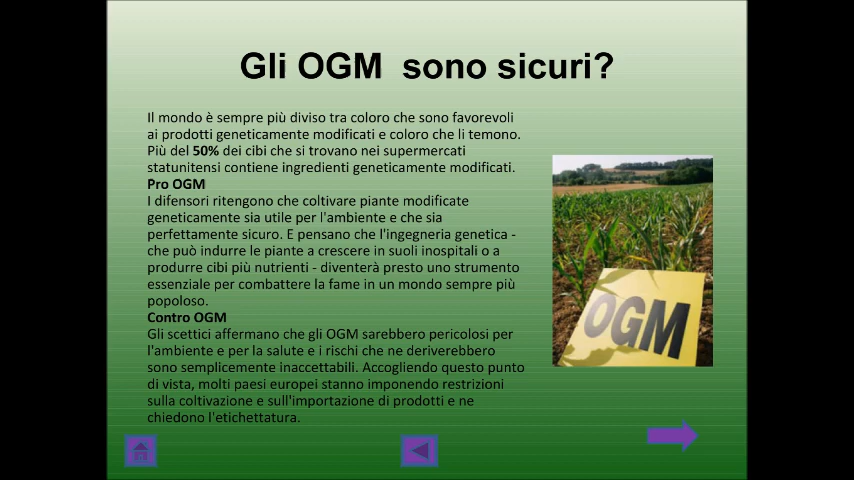 Gli OGM  sono sicuri?
Il mondo è sempre più diviso tra coloro che sono favorevoli
ai prodotti geneticamente modificati e coloro che li temono.
Più del 50% dei cibi che si trovano nei supermercati
statunitensi contiene ingredienti geneticamente modificati.
Pro OGM
I difensori ritengono che coltivare piante modificate
geneticamente sia utile per l'ambiente e che sia
perfettamente sicuro. E pensano che l'ingegneria genetica -
che può indurre le piante a crescere in suoli inospitali o a
produrre cibi più nutrienti - diventerà presto uno strumento
essenziale per combattere la fame in un mondo sempre più
popoloso.
Contro OGM
Gli scettici affermano che gli OGM sarebbero pericolosi per
l'ambiente e per la salute e i rischi che ne deriverebbero
sono semplicemente inaccettabili. Accogliendo questo punto
di vista, molti paesi europei stanno imponendo restrizioni
sulla coltivazione e sull'importazione di prodotti e ne
chiedono l'etichettatura.
OGM